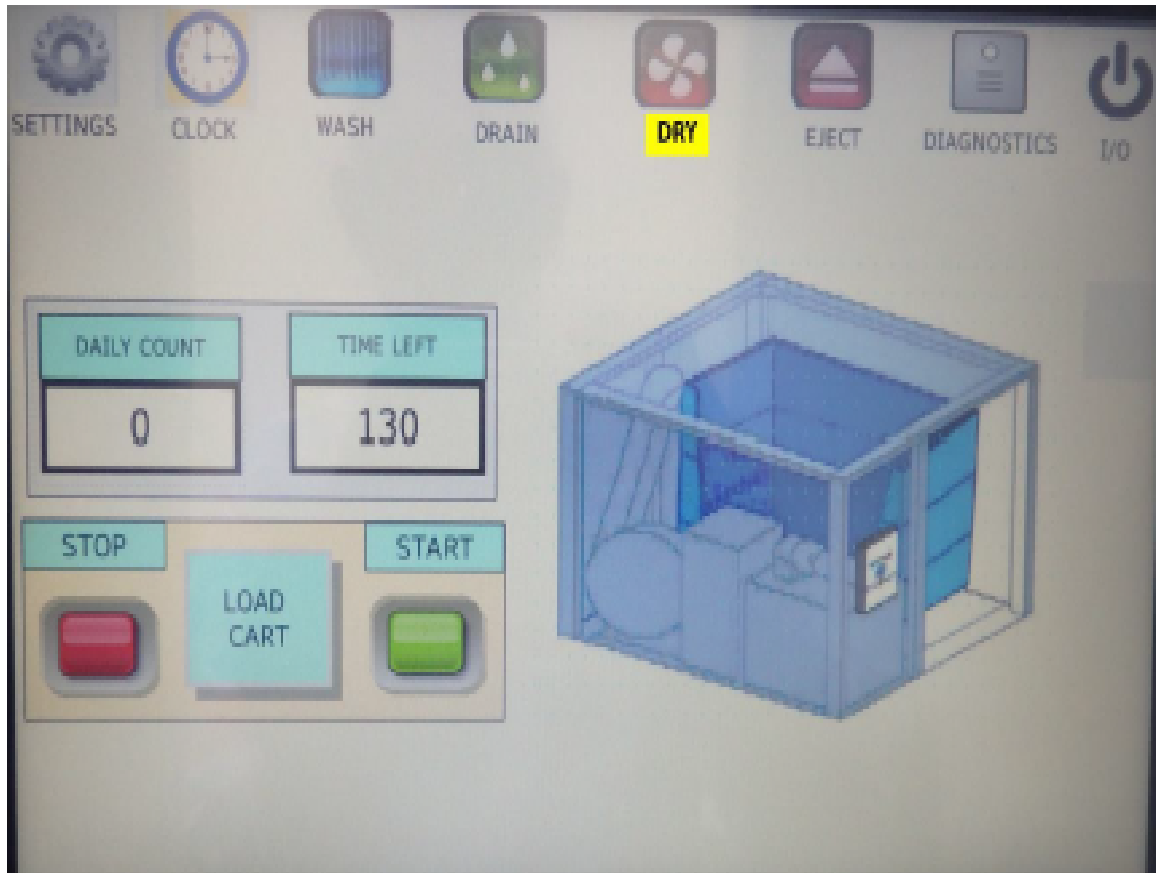 SETTINGS
CLOCK
WASH
DRAIN
DRY
EJECT
DIAGNOSTICS
I/O
DAILY COUNT
TIME LEFT
0
130
STOP
START
LOAD
CART